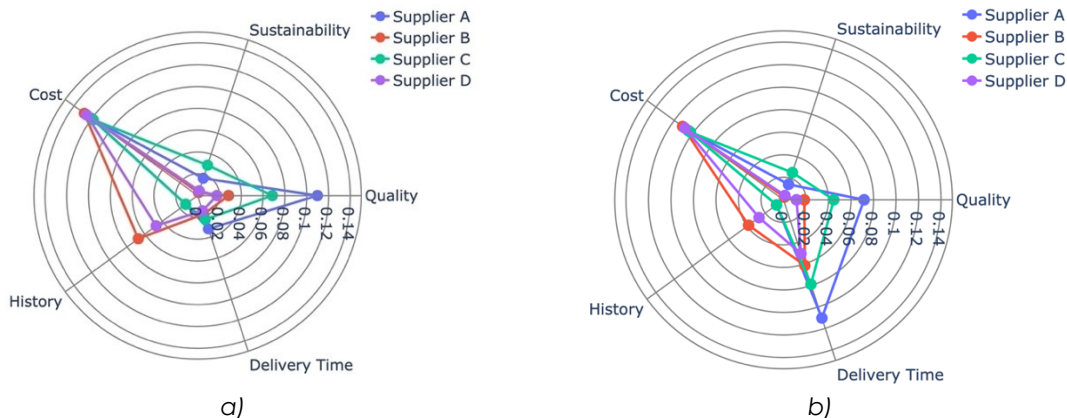 Supplier A
Supplier B
Supplier C
Supplier D
Sustainability
Cost
Quality
0.02
0.04
0.06
0.08
0.1
0.12
0.14
0
History
Delivery Time
a)
Supplier A
Supplier B
Supplier C
Supplier D
Sustainability
Cost
Quality
0
0.02
0.04
0.06
0.08
0.1
0.12
0.14
History
Delivery Time
b)